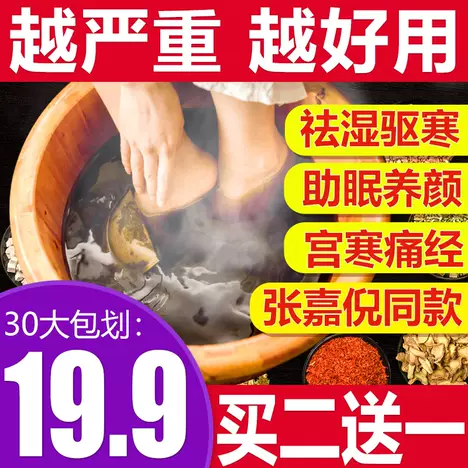 越严重 越好用
祛湿驱寒
助眠养颜
宫寒痛经
张嘉倪同款
30大包划：
19.9
买二送一